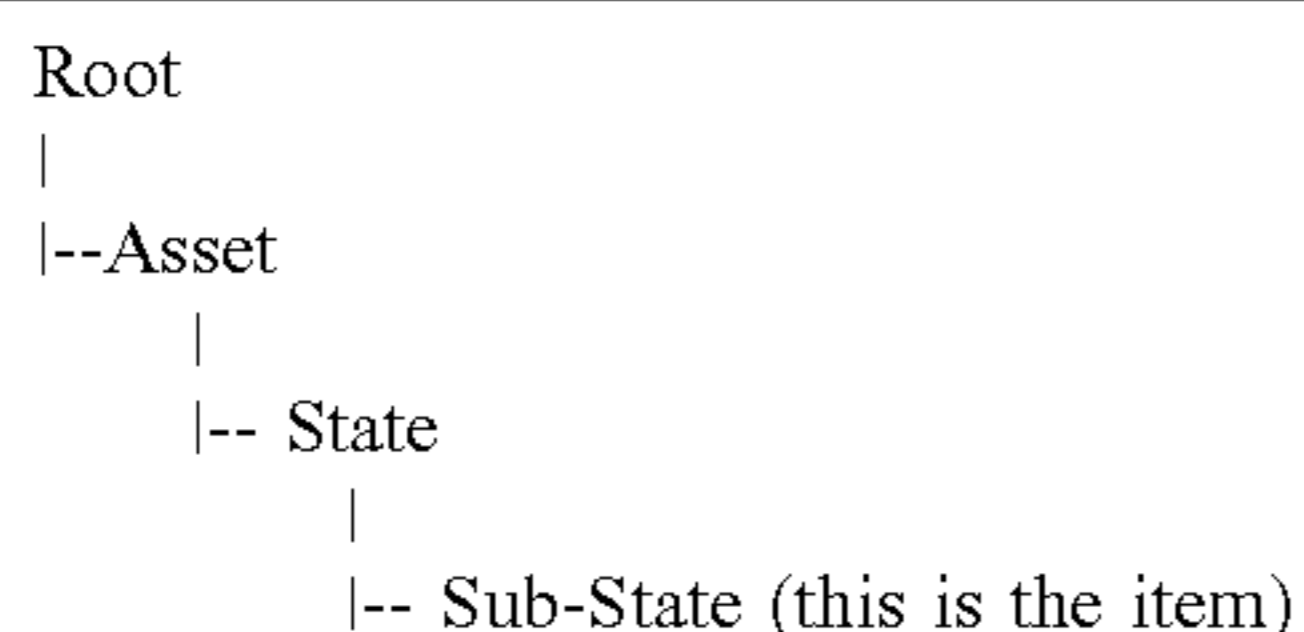 Root
|
|--Asset
|
|-- State
|
|-- Sub-State (this is the item)